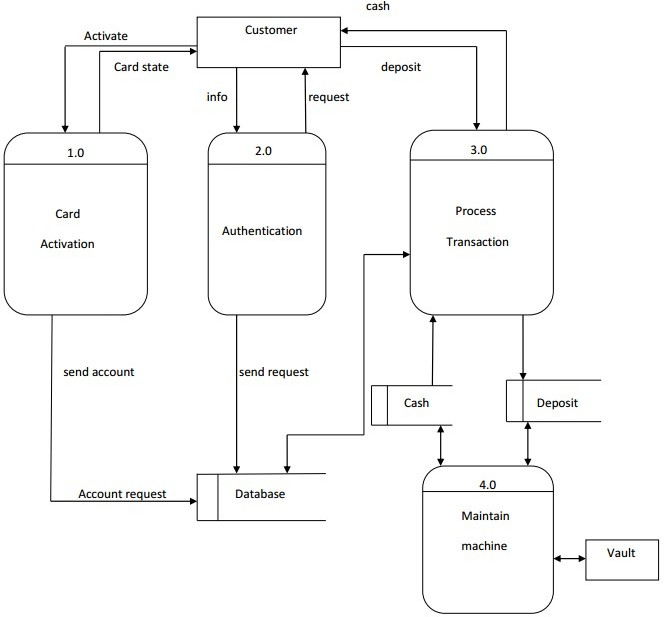 cash
Customer
Activate
Card state
deposit
info
request
1.0
Card
Activation
2.0
Authentication
3.0
Process
Transaction
send account
send request
Cash
Deposit
Account request
Database
4.0
Maintain
machine
Vault